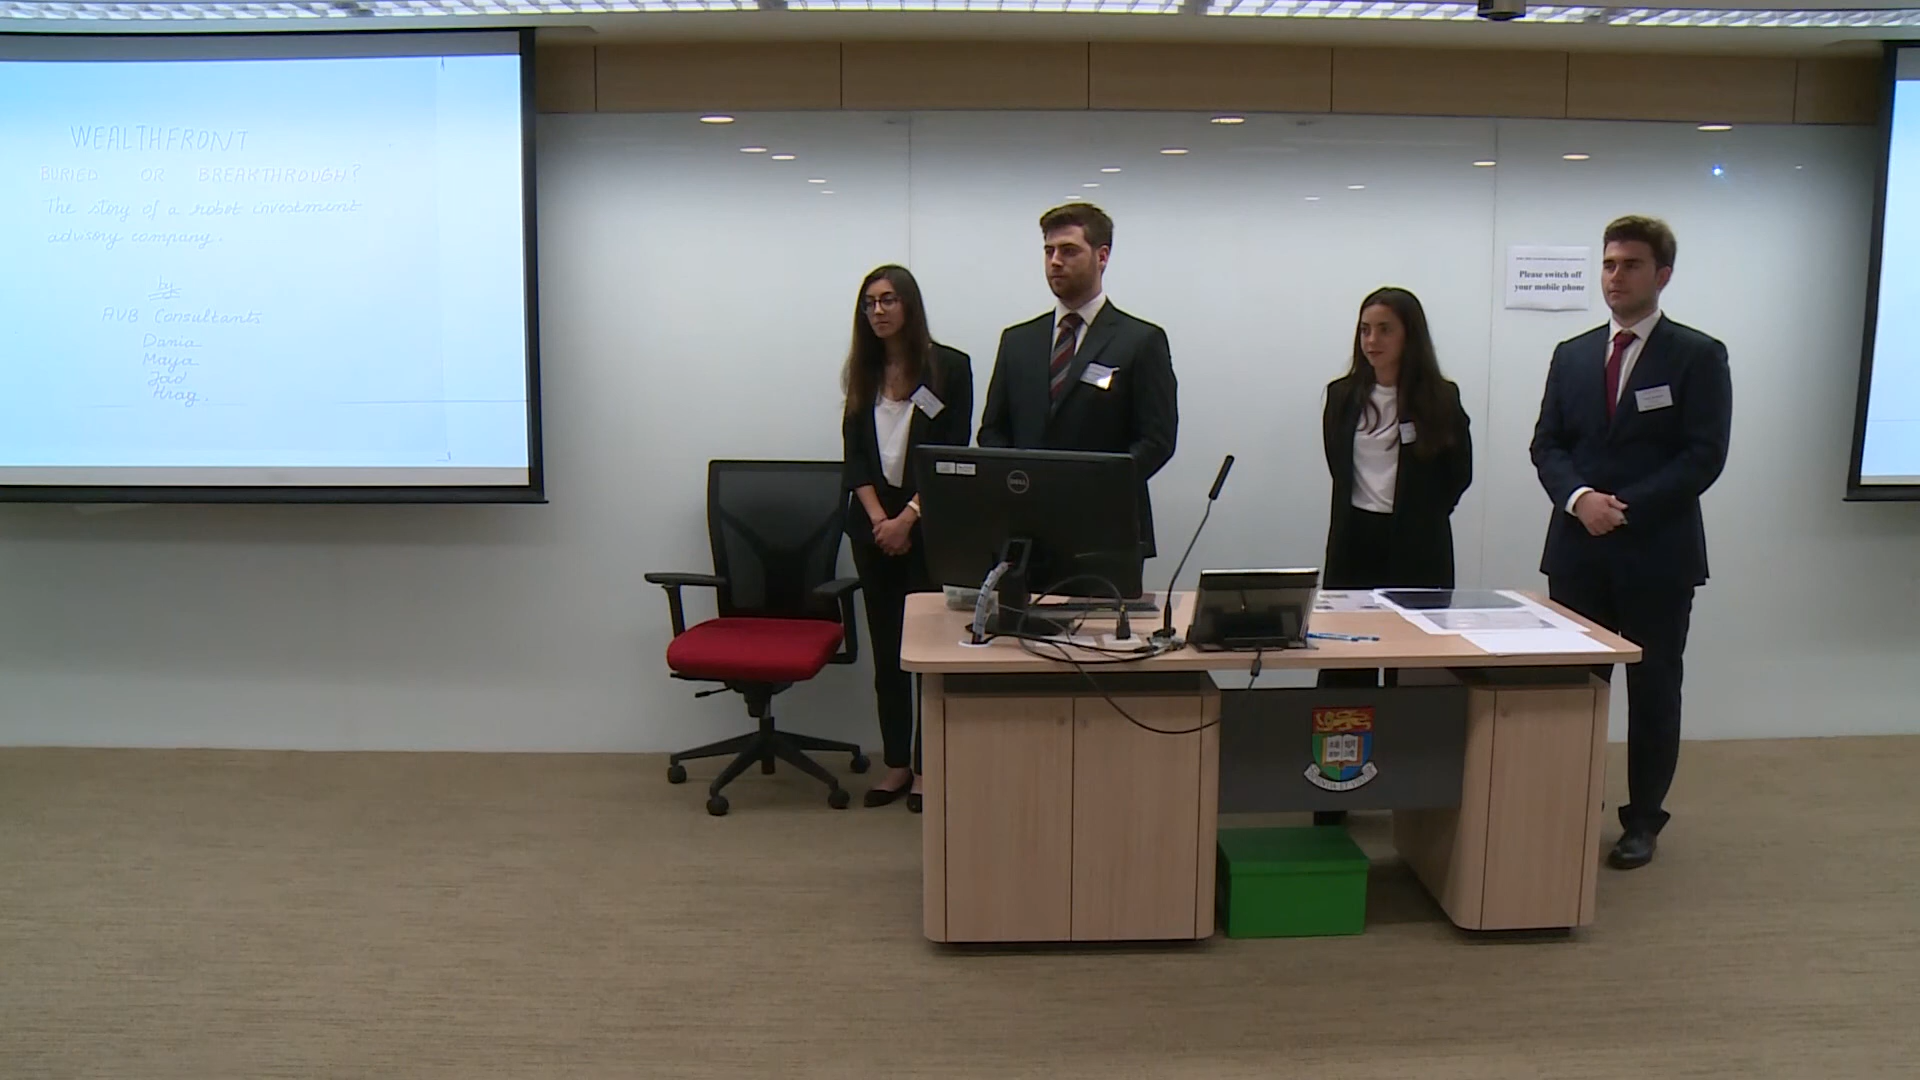 WEALTHFRONT
BURIED OR BREAKTHROUGH?
The story of a robot investment
advisory company.
by
AVB Consultants
Dania
Maya
Jad
Hrag.
Please switch off
your mobile phone
DELL